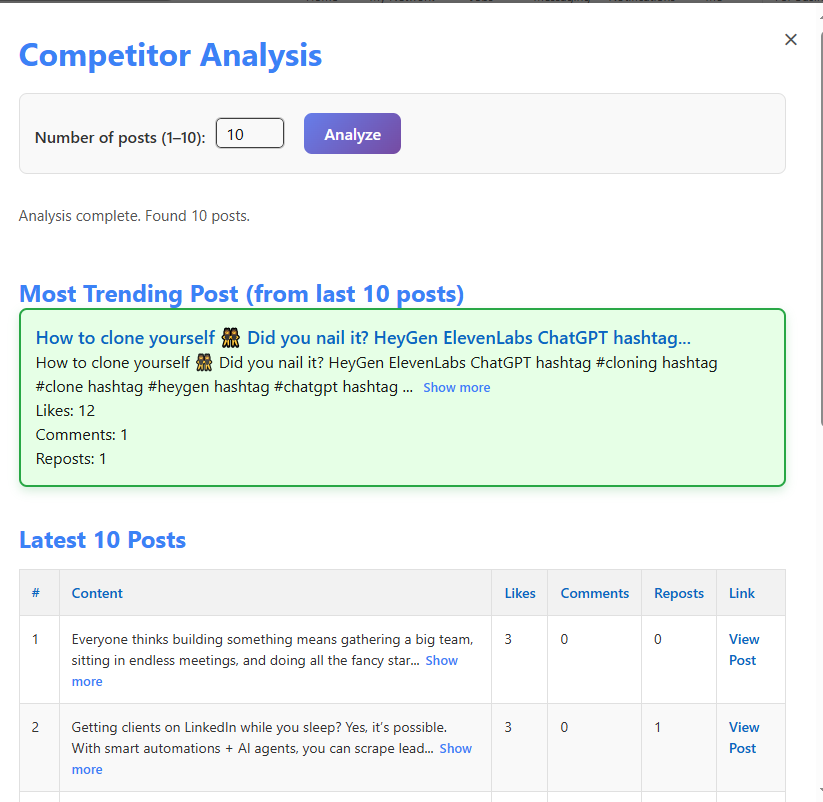 Competitor Analysis
×
Number of posts (1–10): 10 Analyze
Analysis complete. Found 10 posts.
Most Trending Post (from last 10 posts)
How to clone yourself 👯 Did you nail it? HeyGen ElevenLabs ChatGPT hashtag...
How to clone yourself 👯 Did you nail it? HeyGen ElevenLabs ChatGPT hashtag #cloning hashtag
#clone hashtag #heygen hashtag #chatgpt hashtag ... Show more
Likes: 12
Comments: 1
Reposts: 1
Latest 10 Posts
# Content Likes Comments Reposts Link
1 Everyone thinks building something means gathering a big team, 3 0 0 View
sitting in endless meetings, and doing all the fancy star... Show Post
more
2 Getting clients on LinkedIn while you sleep? Yes, it’s possible. 3 0 1 View
With smart automations + AI agents, you can scrape lead... Show Post
more